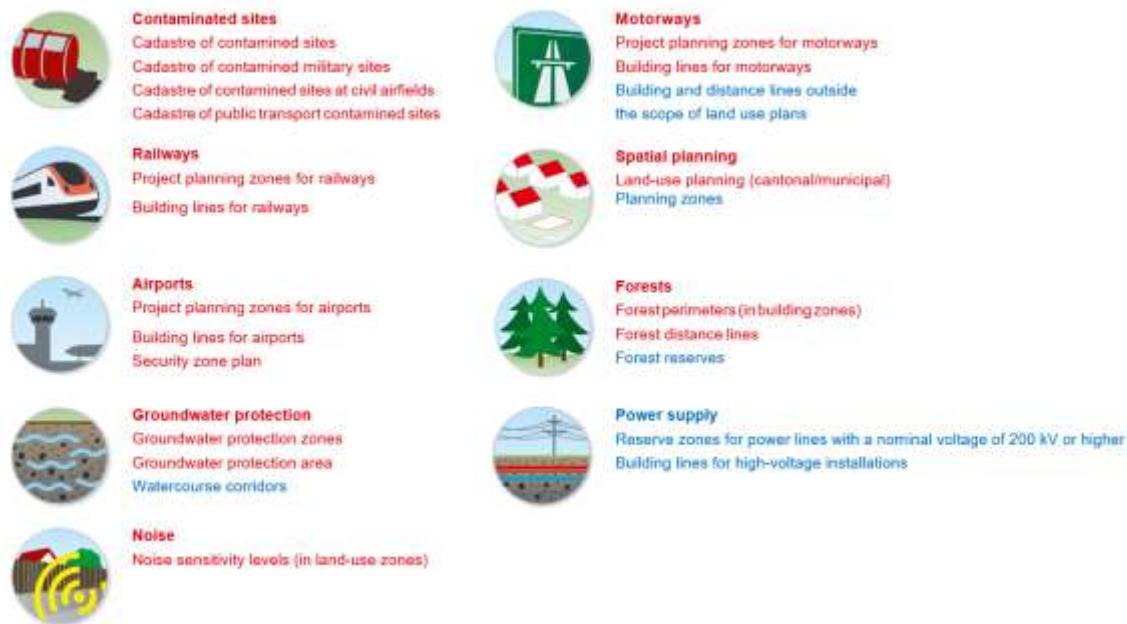 Contaminated sites
Cadastre of contamined sites
Cadastre of contamined military sites
Cadastre of contamined sites at civil airfields
Cadastre of public transport contamined sites
Railways
Project planning zones for railways
Building lines for railways
Airports
Project planning zones for airports
Building lines for airports
Security zone plan
Groundwater protection
Groundwater protection zones
Groundwater protection area
Watercourse corridors
Noise
Noise sensitivity levels (in land-use zones)
Motorways
Project planning zones for motorways
Building lines for motorways
Building and distance lines outside
the scope of land use plans
Spatial planning
Land-use planning (cantonal/municipal)
Planning zones
Forests
Forest perimeters (in building zones)
Forest distance lines
Forest reserves
Power supply
Reserve zones for power lines with a nominal voltage of 200 kV or higher
Building lines for high-voltage installations